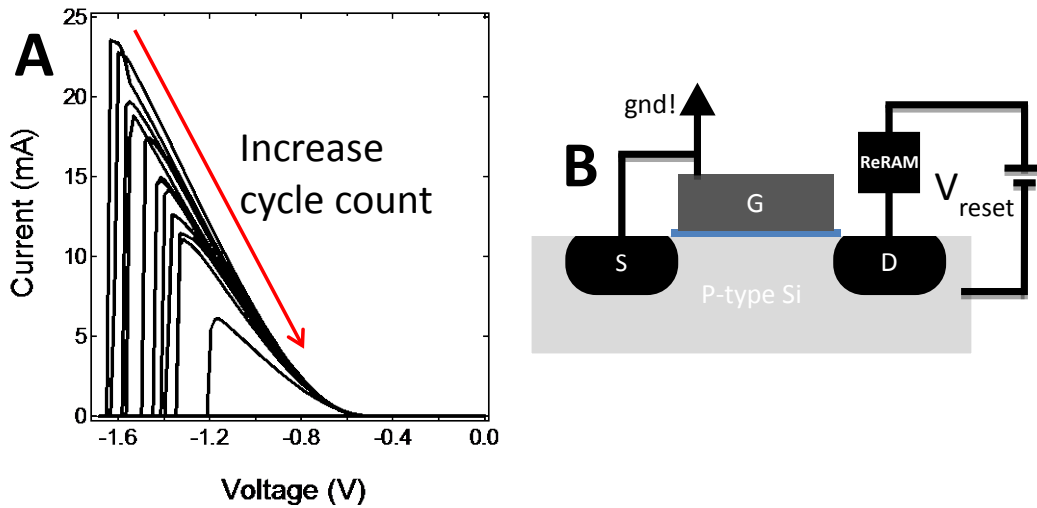 A
25
20
15
10
5
0
Current (mA)
-1.6
-1.2
-0.8
-0.4
0.0
Voltage (V)
Increase
cycle count
B
gnd!
G
S
D
P-type Si
ReRAM
V
reset